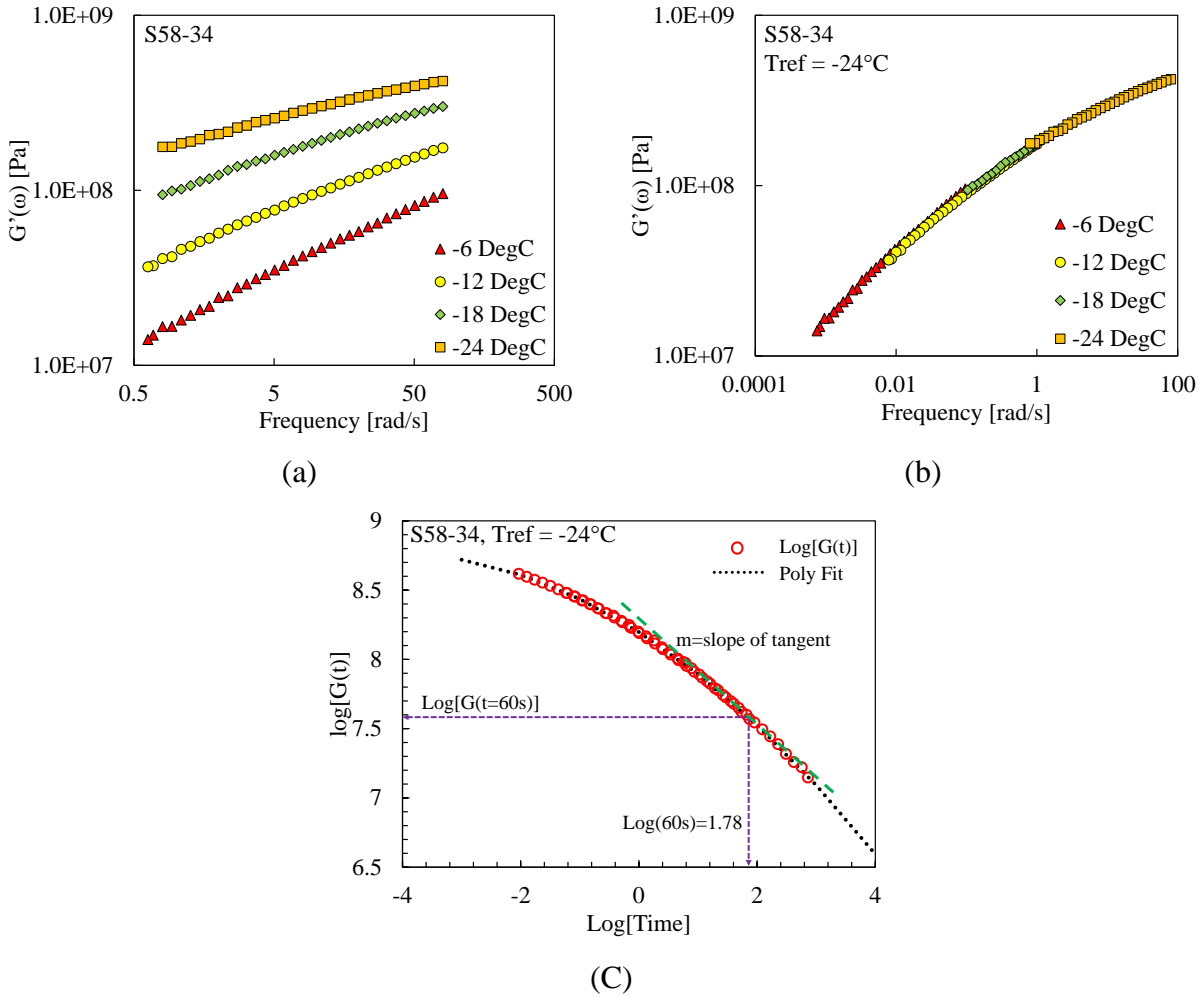 1.0E+09
S58-34
1.0E+08
1.0E+07
G’(ω) [Pa]
-6 DegC
-12 DegC
-18 DegC
-24 DegC
0.5 5 50 500
Frequency [rad/s]
(a)
1.0E+09
S58-34
Tref = -24°C
1.0E+08
1.0E+07
G’(ω) [Pa]
-6 DegC
-12 DegC
-18 DegC
-24 DegC
0.0001 0.01 1 100
Frequency [rad/s]
(b)
9
S58-34, Tref = -24°C
Log[G(t)]
Poly Fit
8.5
m=slope of tangent
8
log[G(t)]
Log[G(t=60s)]
7.5
7
Log(60s)=1.78
6.5
-4 -2 0 2 4
Log[Time]
(C)